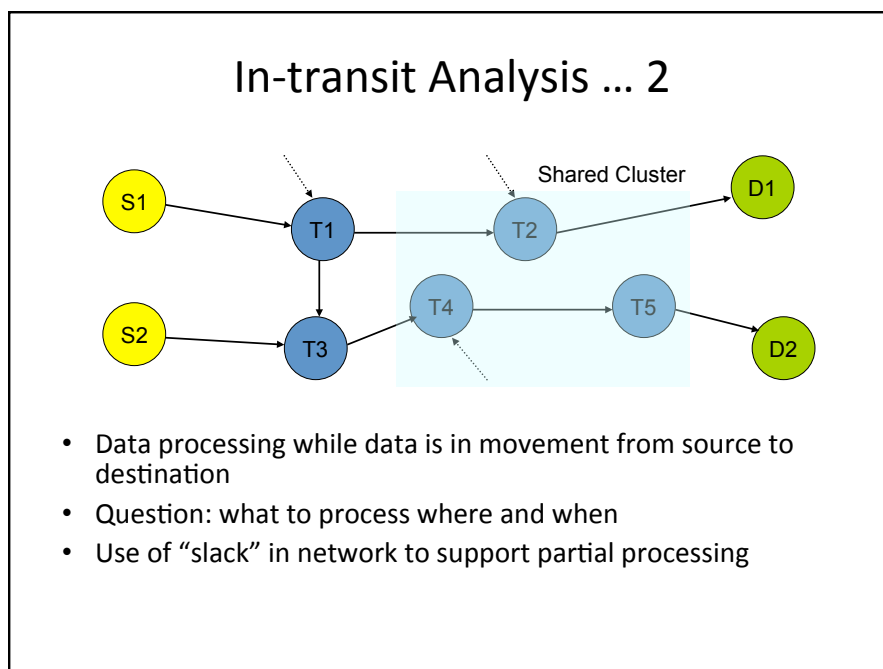 In-transit Analysis … 2
Shared Cluster
S1
T1
T2
D1
S2
T3
T4
T5
D2
• Data processing while data is in movement from source to
destination
• Question: what to process where and when
• Use of “slack” in network to support partial processing